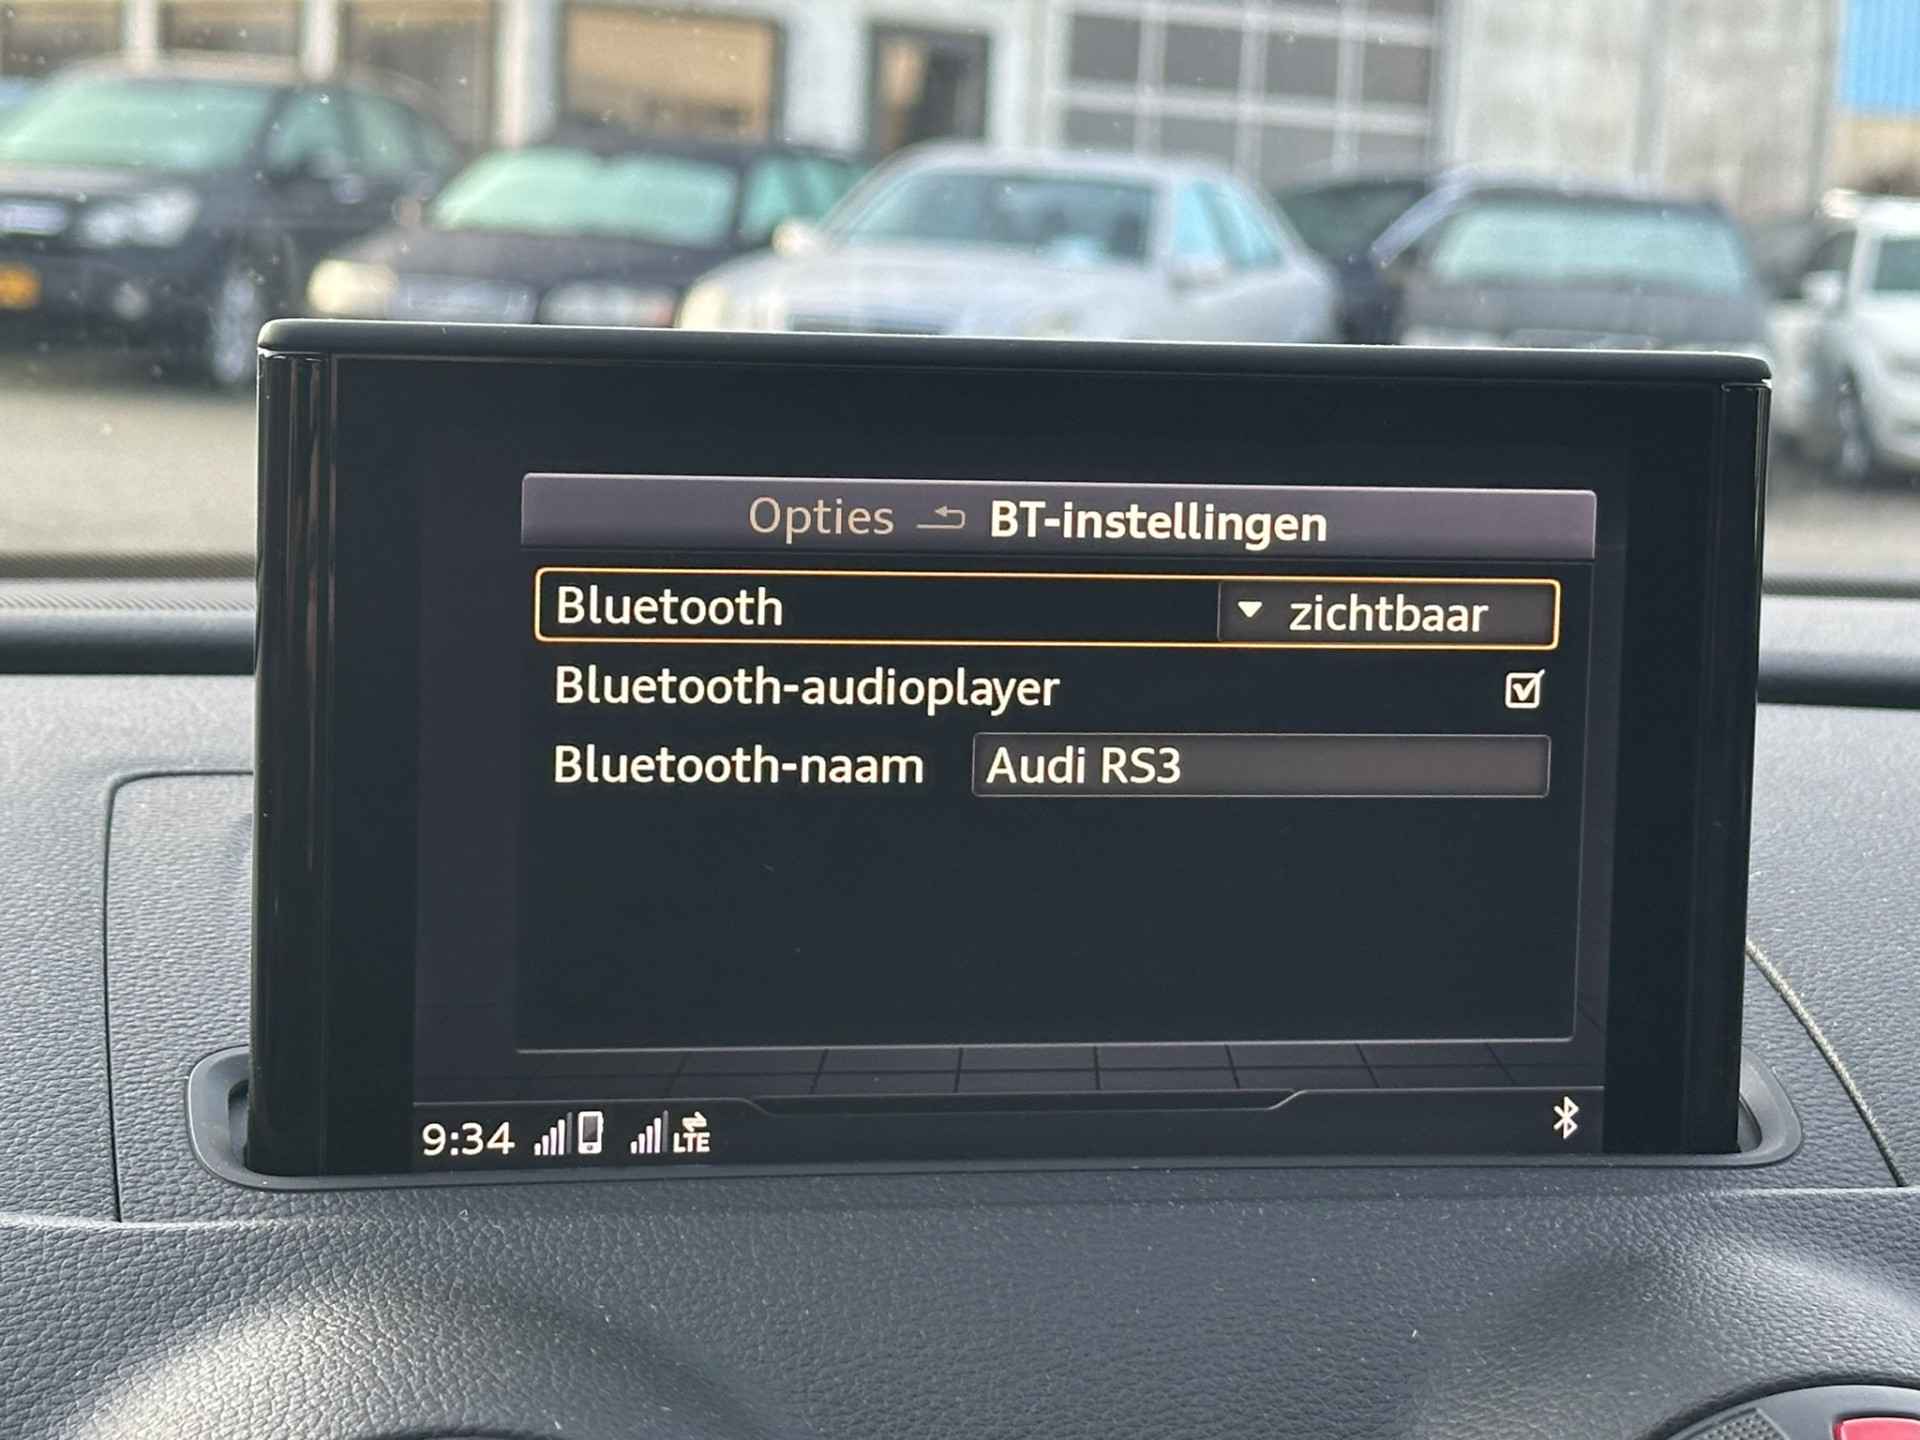 Opties BT-instellingen
Bluetooth zichtbaar
Bluetooth-audioplayer
Bluetooth-naam Audi RS3
9:34 LTE